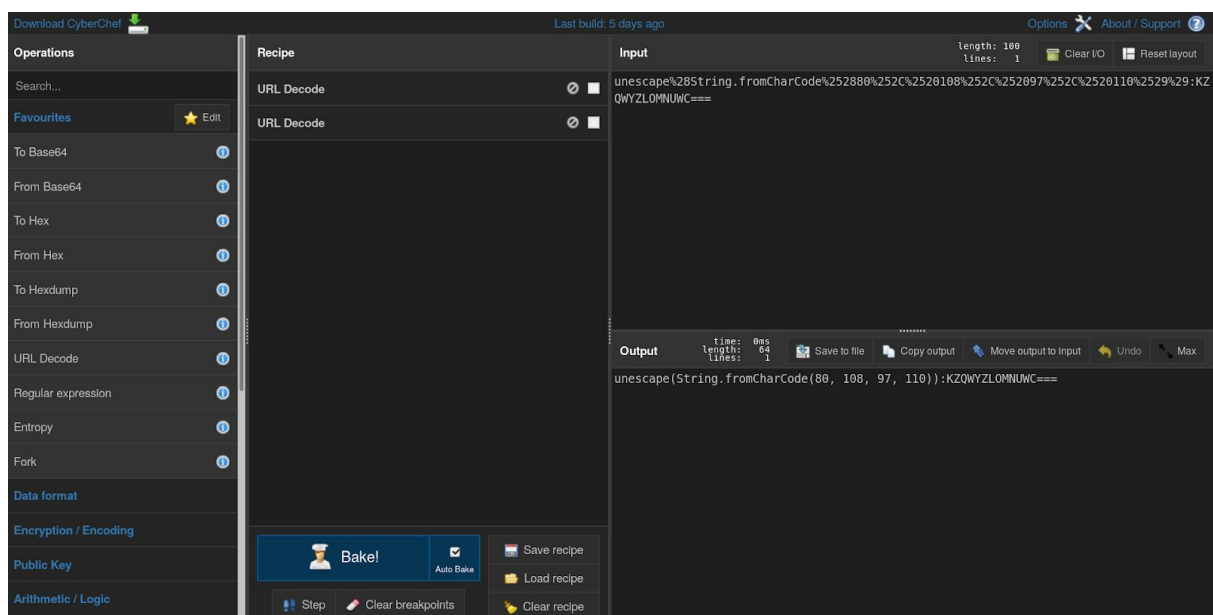 Download CyberChef
Last build: 5 days ago
Options
About / Support
Operations
Recipe
Input
length: 100
lines: 1
Clear I/O
Reset layout
Search...
Favourites
Edit
To Base64
From Base64
To Hex
From Hex
To Hexdump
From Hexdump
URL Decode
Regular expression
Entropy
Fork
Data format
Encryption / Encoding
Public Key
Arithmetic / Logic
URL Decode
URL Decode
Bake!
Auto Bake
Save recipe
Load recipe
Clear recipe
Step
Clear breakpoints
unescape%28String.fromCharCode%252880%252C%2520108%252C%252097%252C%2520110%2529%29:KZ
QWYZLOMNUWC===
Output
time: 0ms
length: 64
lines: 1
Save to file
Copy output
Move output to input
Undo
Max
unescape(String.fromCharCode(80, 108, 97, 110)):KZQWYZLOMNUWC===